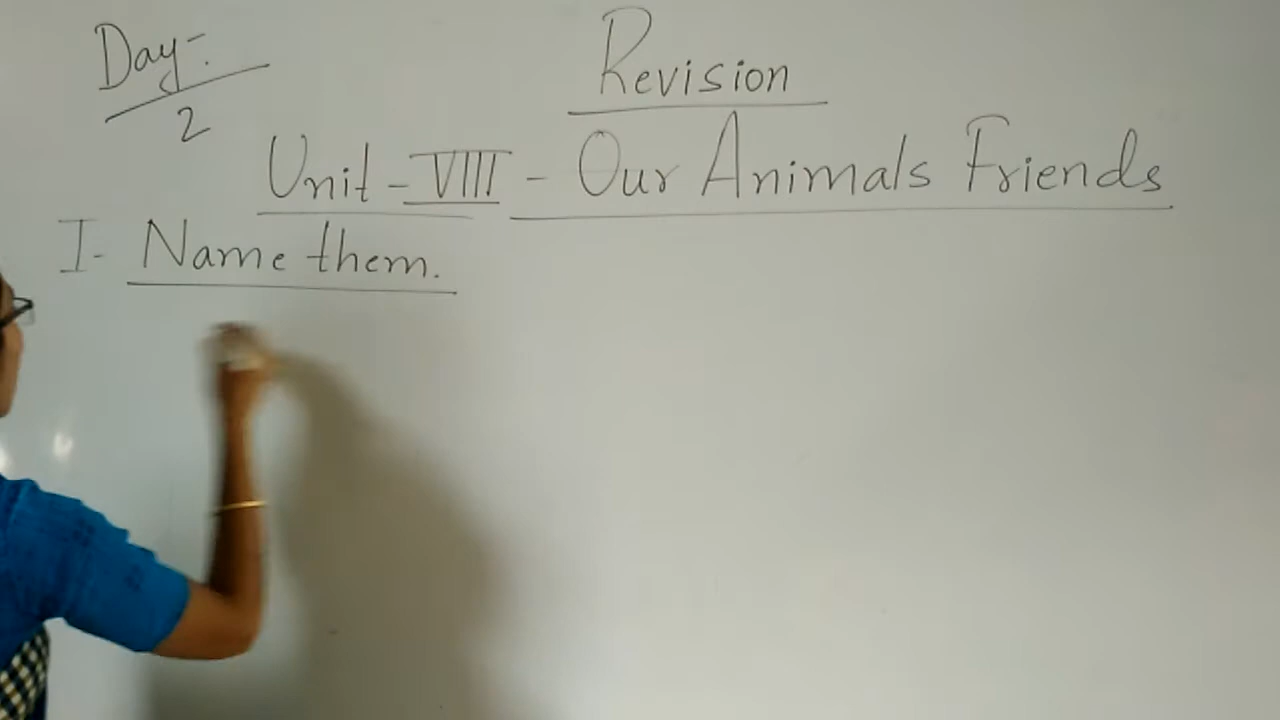 Day-:
2
Revision
Unit - VIII - Our Animals Friends
I- Name them.